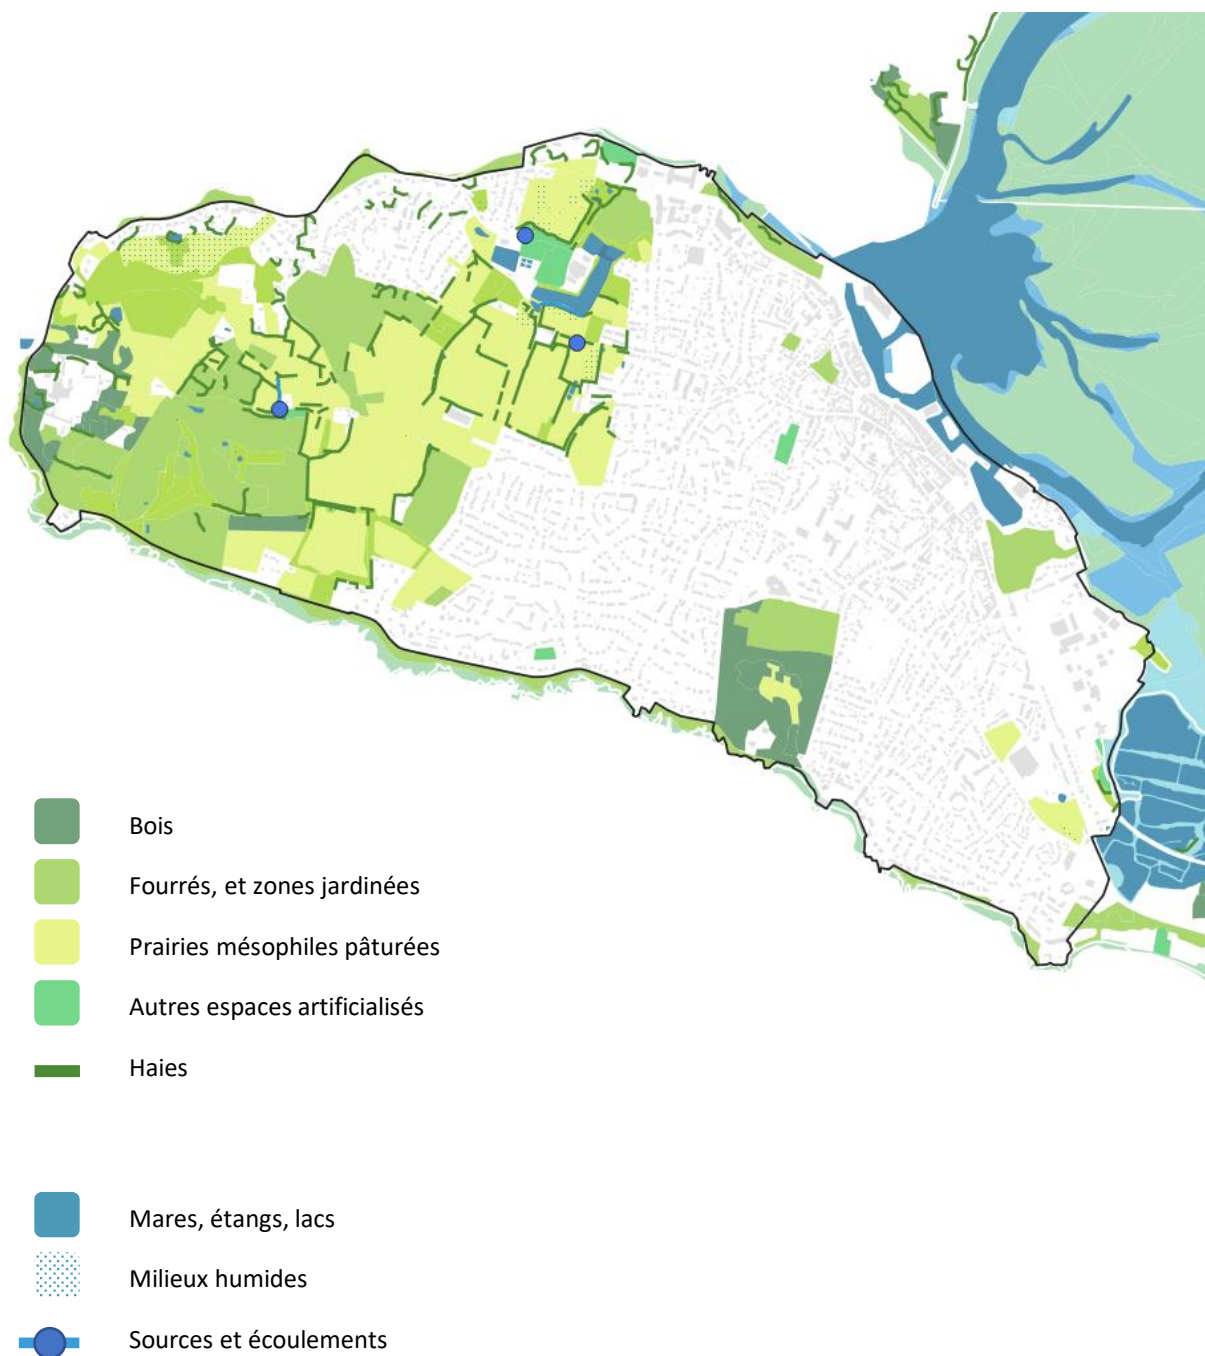 Bois
Fourrés, et zones jardinées
Prairies mésophiles pâturées
Autres espaces artificialisés
Haies
Mares, étangs, lacs
Milieux humides
Sources et écoulements